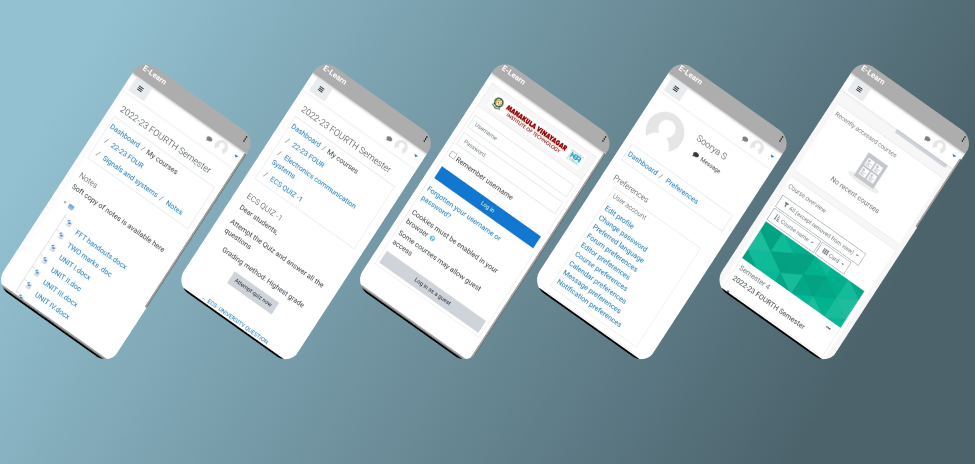 E-Learn
2022-23 FOURTH Semester
Dashboard / My courses
/ 22-23 FOUR
/ Signals and systems / Notes
Notes
Soft copy of notes is available here
FFT handouts.docx
TWO marks .doc
UNIT I.docx
UNIT II.doc
UNIT III.docx
UNIT IV.docx
E-Learn
2022-23 FOURTH Semester
Dashboard / My courses
/ 22-23 FOUR
/ Electronics communication
Systems
/ ECS QUIZ -1
ECS QUIZ -1
Dear students,
Attempt the Quiz and answer all the
questions
Grading method: Highest grade
Attempt quiz now
← ECS: UNIVERSITY QUESTION
E-Learn
MANAKULA VINAYAGAR
INSTITUTE OF TECHNOLOGY
Username
Password
Remember username
Log in
Forgotten your username or
password?
Cookies must be enabled in your
browser
Some courses may allow guest
access
Log in as a guest
E-Learn
Soorya S
Message
Dashboard / Preferences
Preferences
User account
Edit profile
Change password
Preferred language
Forum preferences
Editor preferences
Course preferences
Calendar preferences
Message preferences
Notification preferences
E-Learn
Recently accessed courses
No recent courses
Course overview
All (except removed from view)
Course name
Card
Semester 4
2022-23 FOURTH Semester